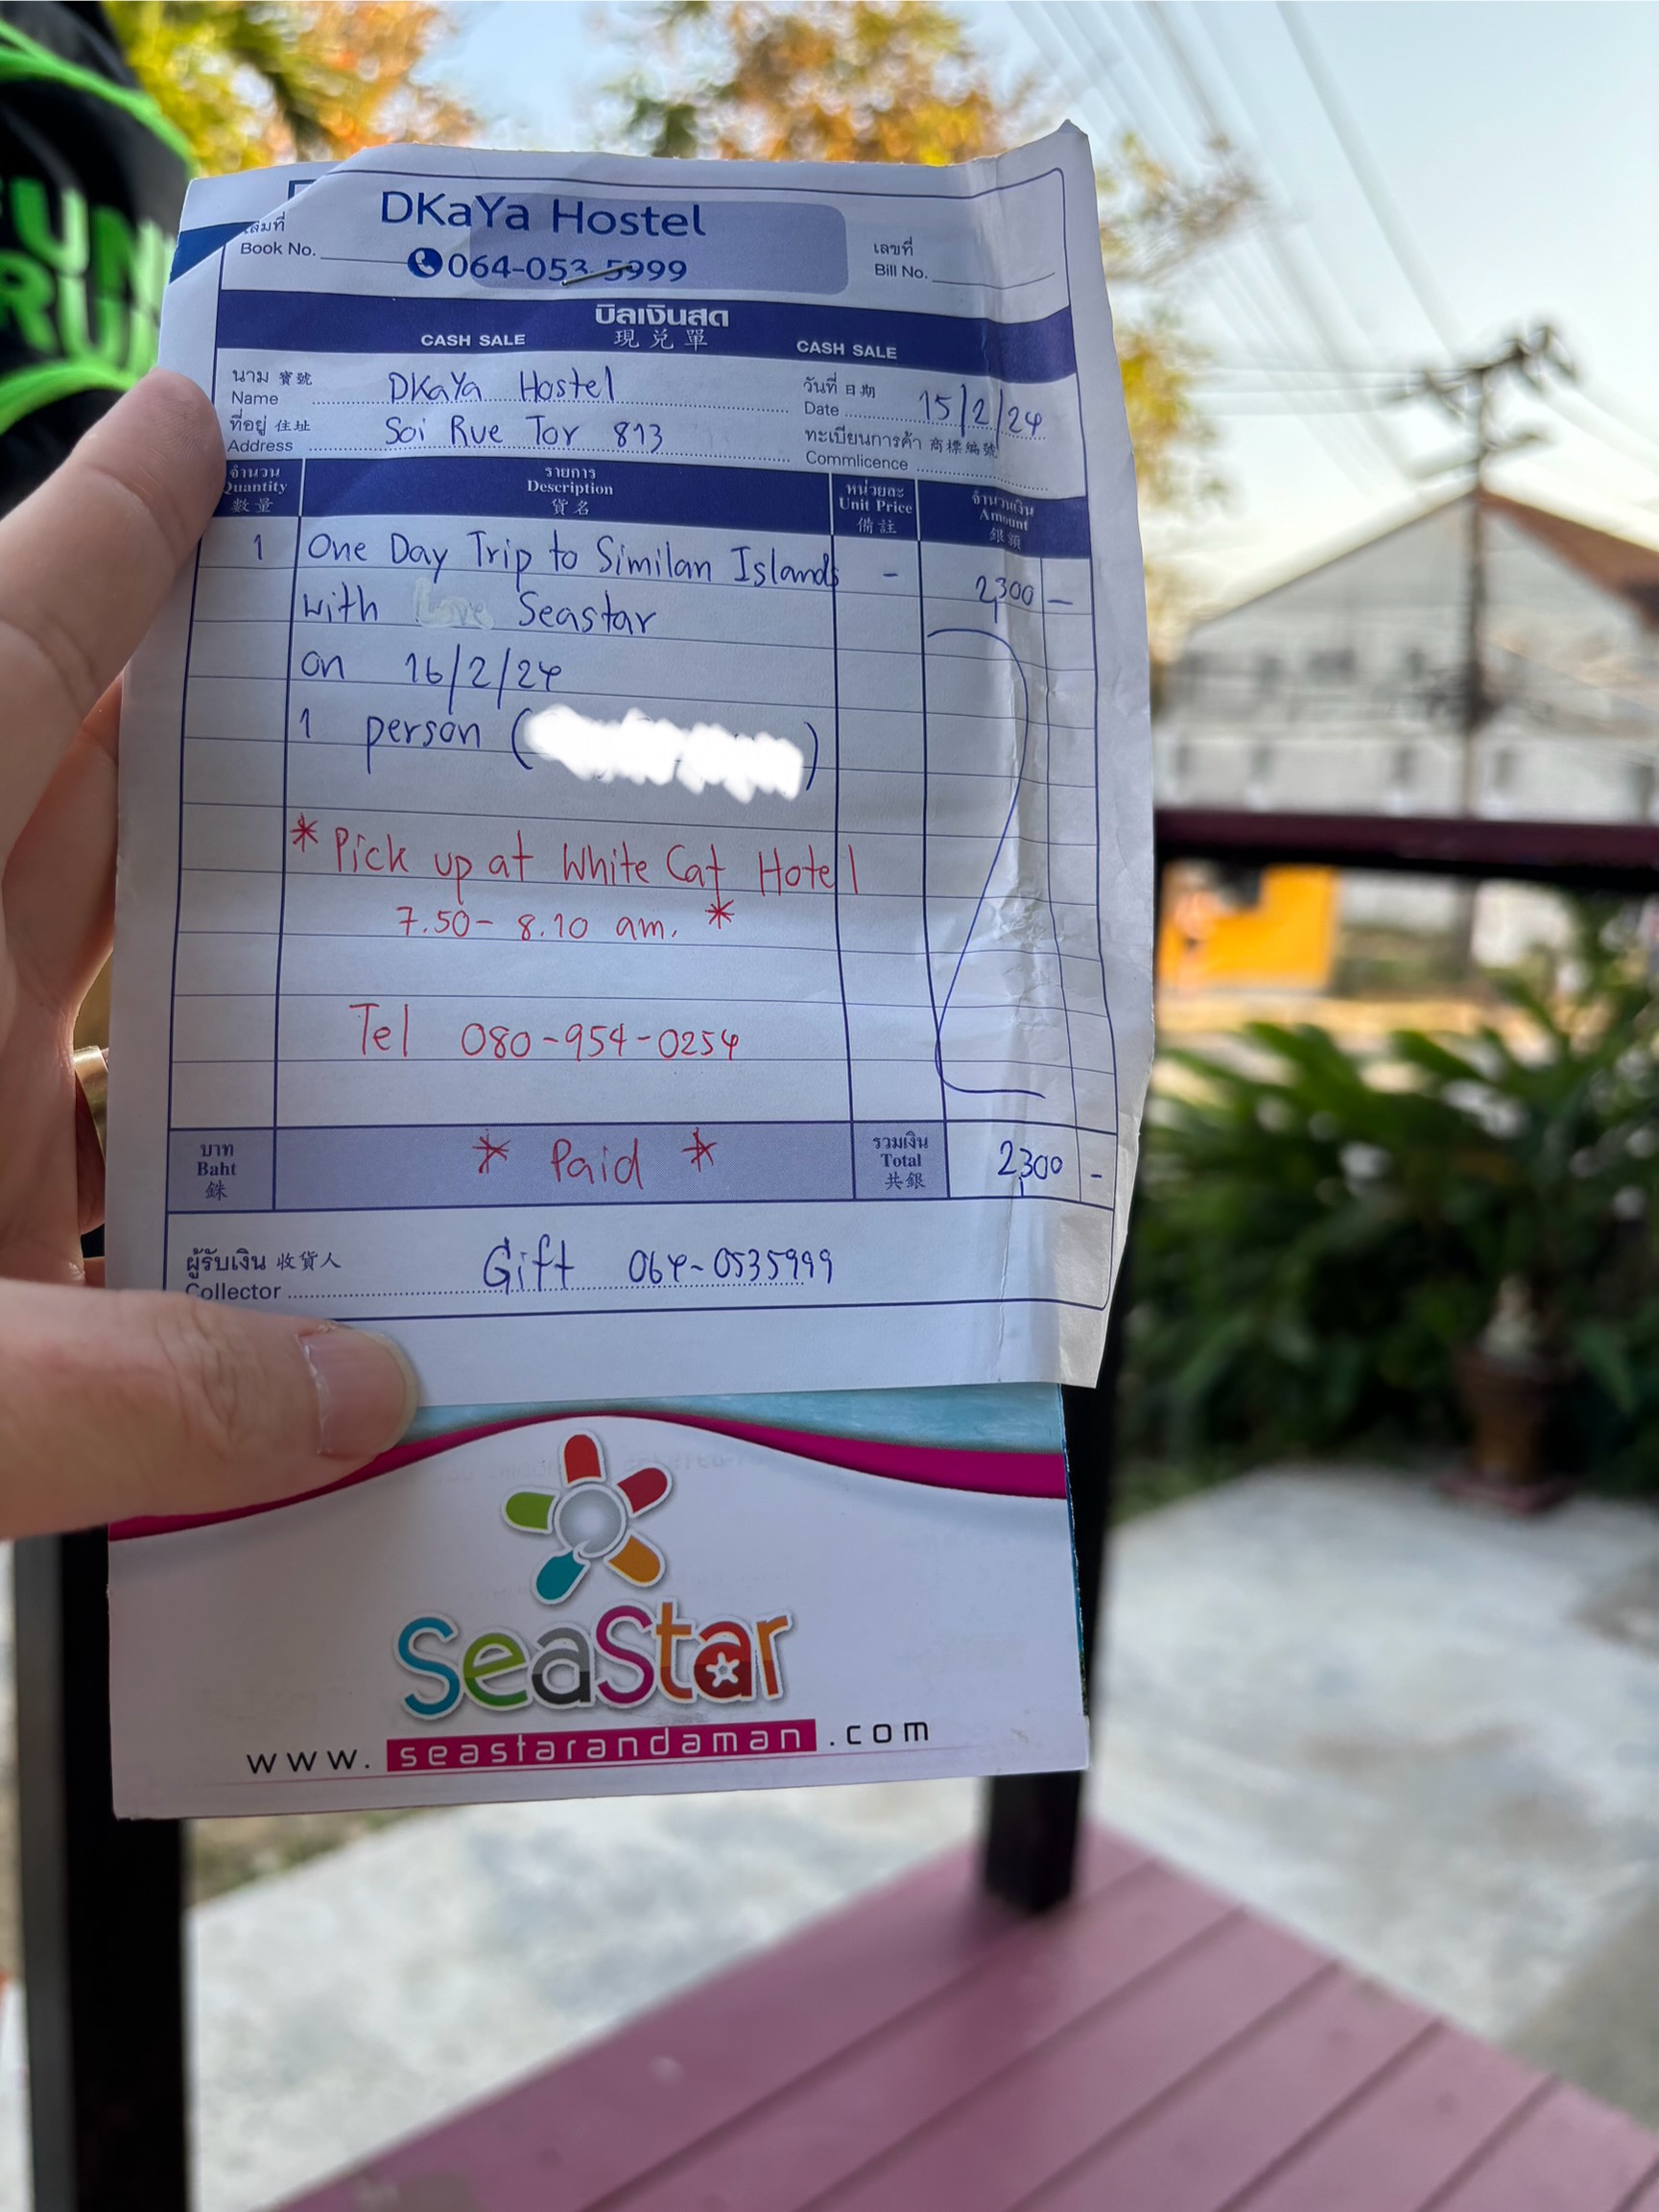 DKaYa Hostel
เล่มที่
Book No.
064-053-5999
เลขที่
Bill No.
บิลเงินสด
CASH SALE 現兌單 CASH SALE
นาม 寶號
Name DKaYa Hostel
วันที่ 日期
Date 15/2/24
ที่อยู่ 住址
Address Soi Rue Tor 813
ทะเบียนการค้า 商標編號
Commlicence
จำนวน รายการ หน่วยละ จำนวนเงิน
Quantity Description Unit Price Amount
數量 貨名 備註 銀額
1 One Day Trip to Similan Islands - 2,300 -
with Seastar
on 16/2/24
1 person ( )
* Pick up at White Cat Hotel
7.50 - 8.10 am. *
Tel 080-954-0254
บาท
Baht
銖
* Paid *
รวมเงิน
Total
共銀
2,300 -
ผู้รับเงิน 收貨人
Collector Gift 064-0535999
SeaStar
www.seastarandaman.com
FUN
RUN